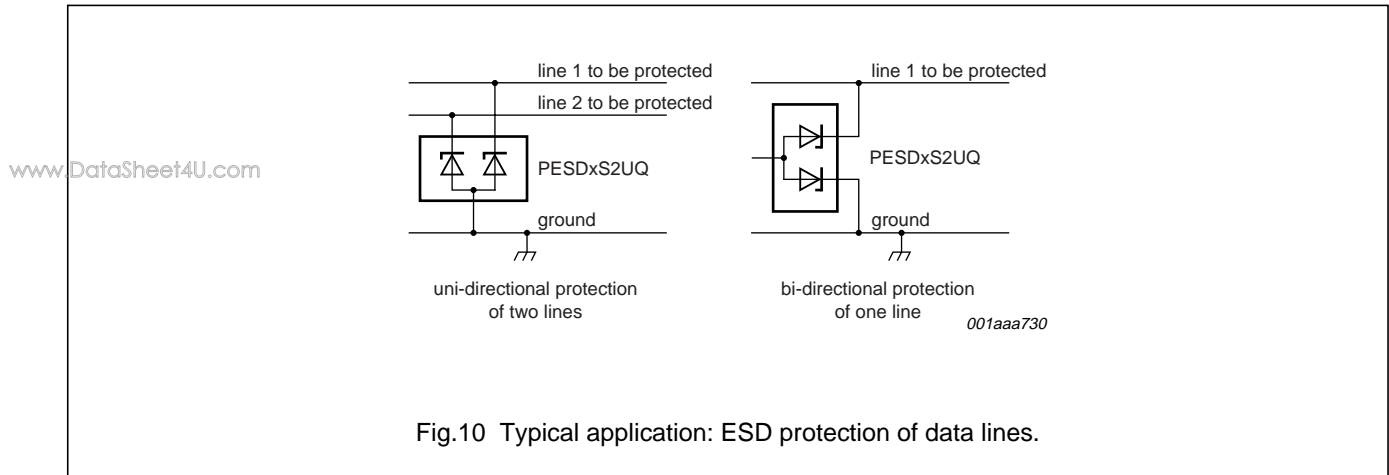 line 1 to be protected
line 2 to be protected
PESDxS2UQ
ground
uni-directional protection
of two lines
line 1 to be protected
PESDxS2UQ
ground
bi-directional protection
of one line
001aaa730
www.DataSheet4U.com
Fig.10 Typical application: ESD protection of data lines.